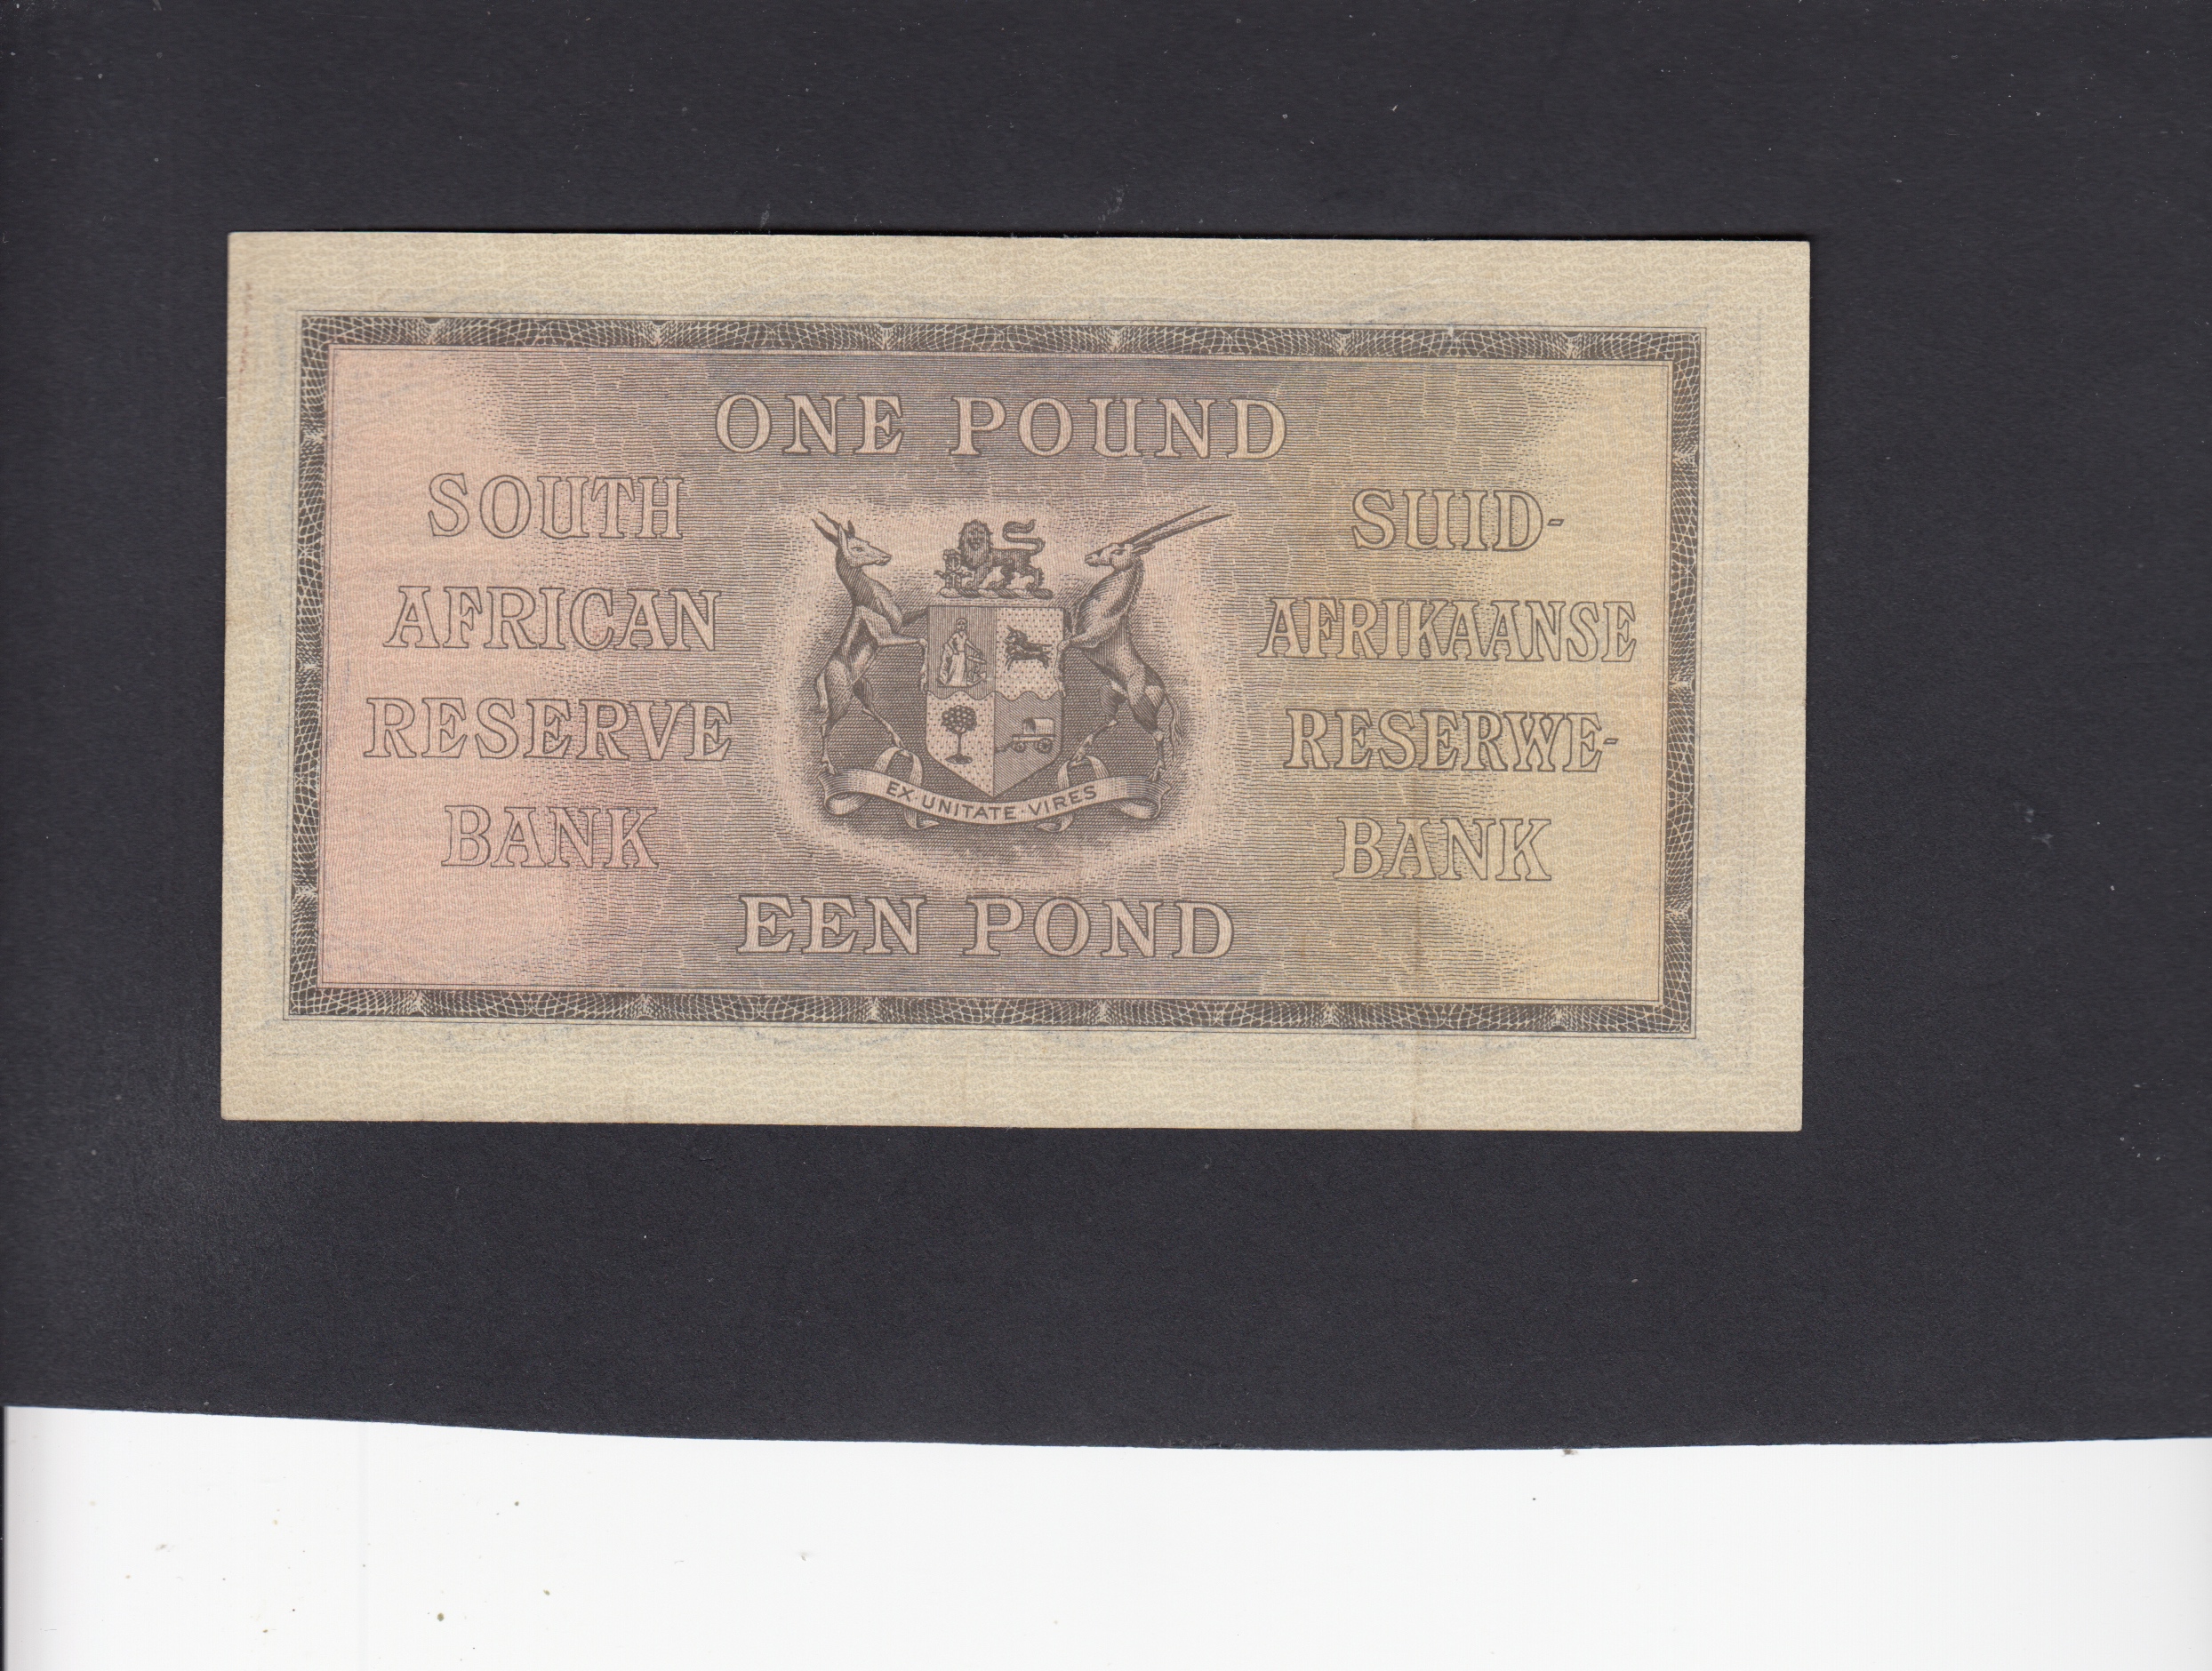 ONE POUND
SOUTH
AFRICAN
RESERVE
BANK
SUID-
AFRIKAANSE
RESERWE-
BANK
EX·UNITATE·VIRES
EEN POND